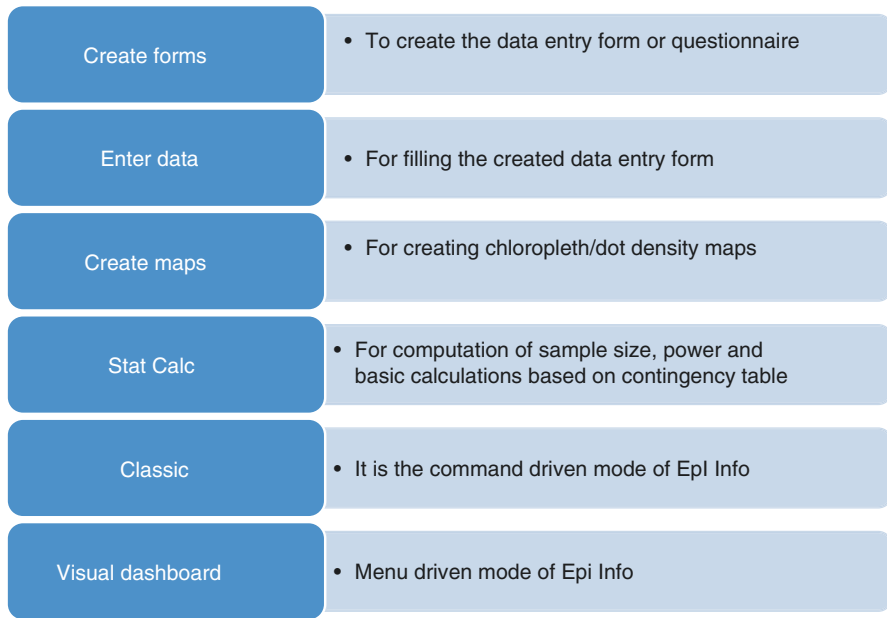 Create forms
• To create the data entry form or questionnaire
Enter data
• For filling the created data entry form
Create maps
• For creating chloropleth/dot density maps
Stat Calc
• For computation of sample size, power and
basic calculations based on contingency table
Classic
• It is the command driven mode of EpI Info
Visual dashboard
• Menu driven mode of Epi Info